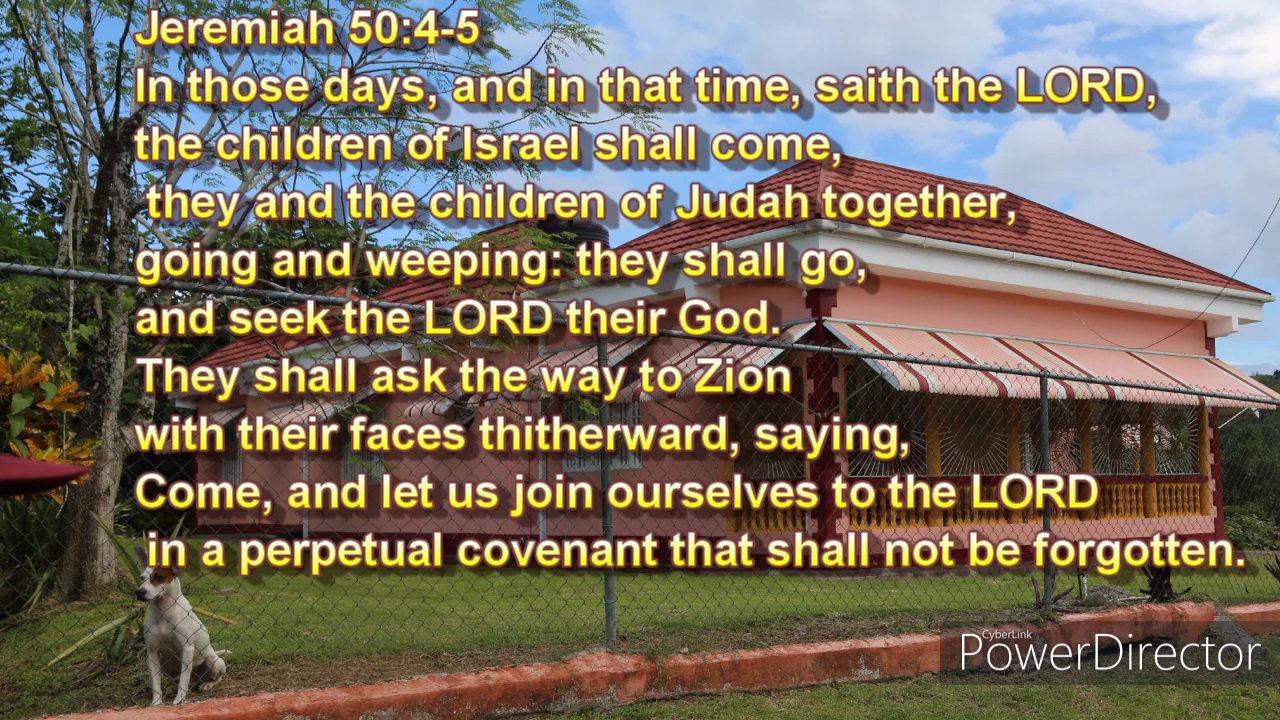 Jeremiah 50:4-5
In those days, and in that time, saith the LORD,
the children of Israel shall come,
they and the children of Judah together,
going and weeping: they shall go,
and seek the LORD their God.
They shall ask the way to Zion
with their faces thitherward, saying,
Come, and let us join ourselves to the LORD
in a perpetual covenant that shall not be forgotten.
CyberLink
PowerDirector